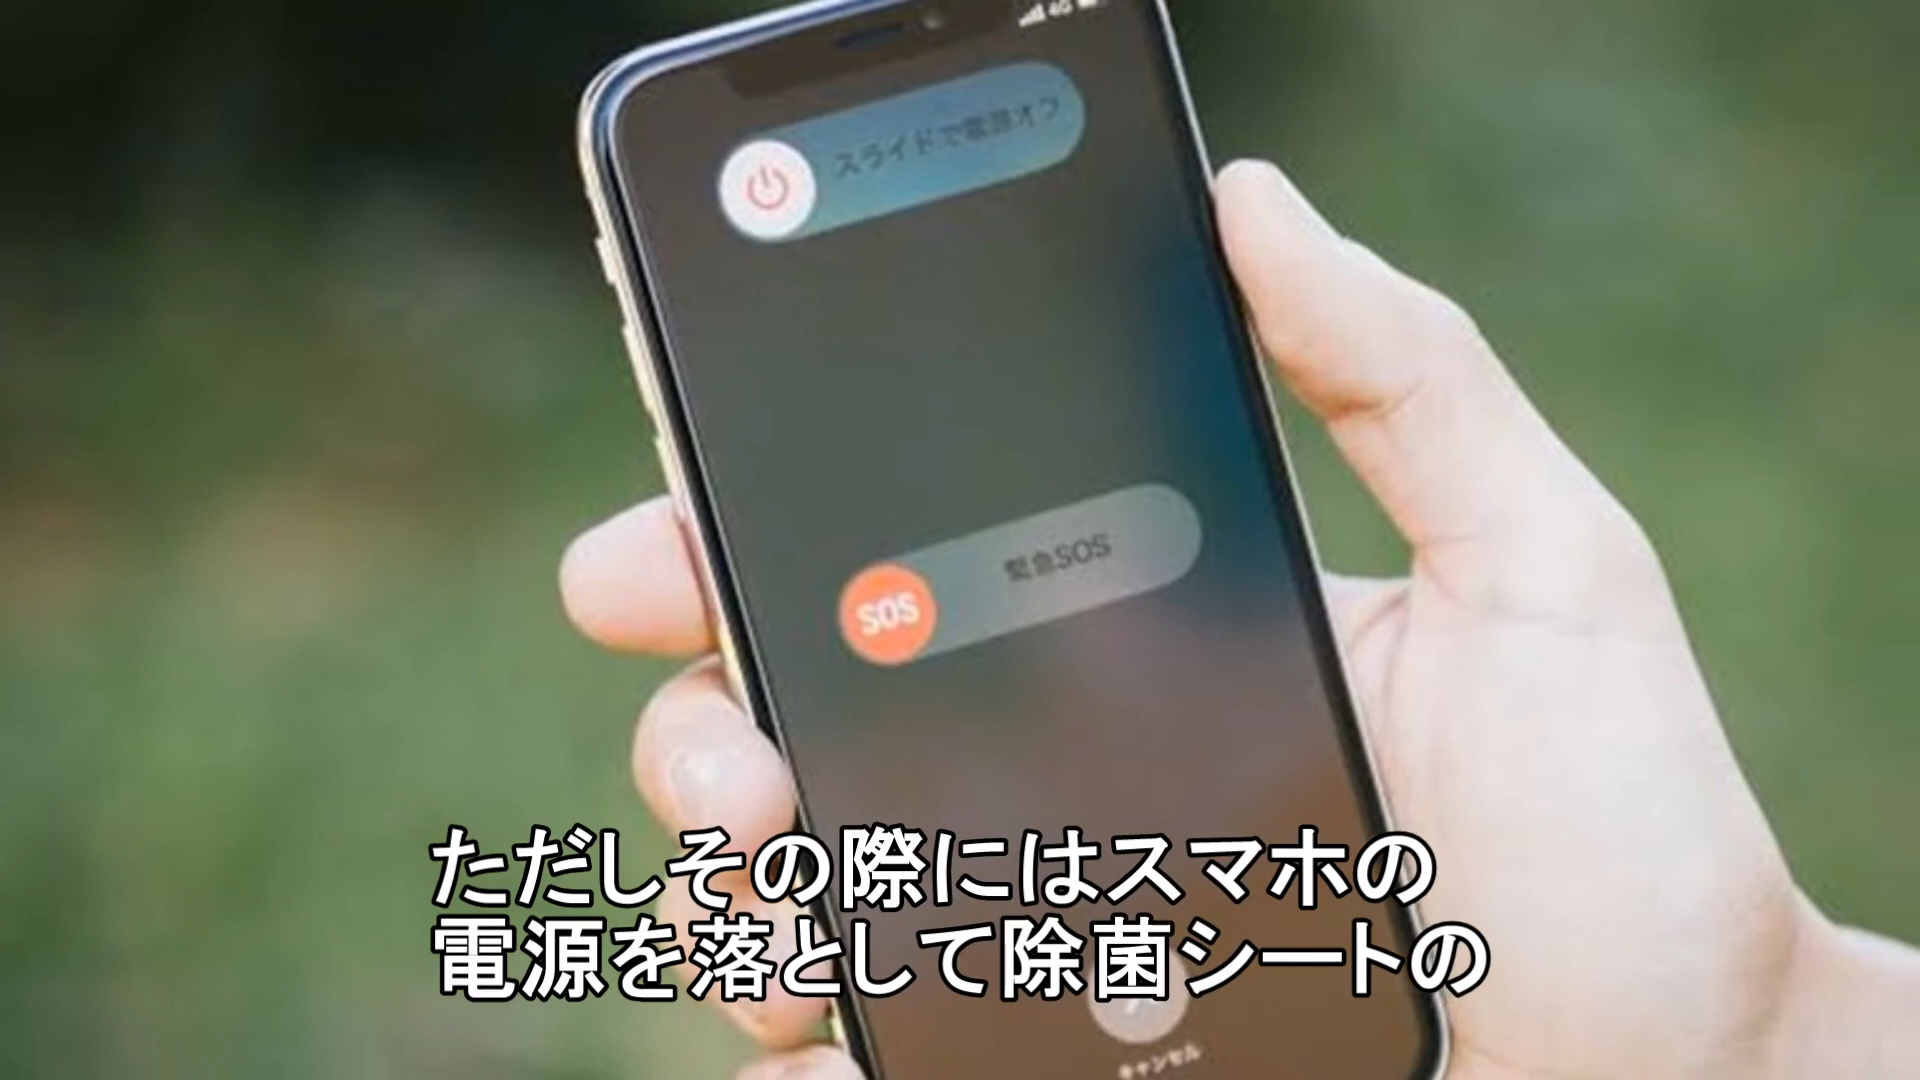 4G
スライドで電源オフ
SOS
緊急SOS
ただしその際にはスマホの
電源を落として除菌シートの
キャンセル